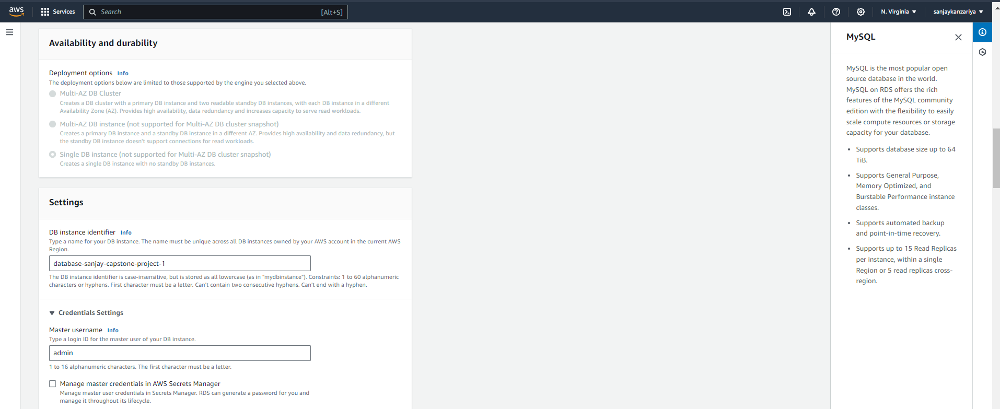 aws
Services
Search
[Alt+S]
N. Virginia
sanjaykanzariya
Availability and durability
Deployment options Info
The deployment options below are limited to those supported by the engine you selected above.
Multi-AZ DB Cluster
Creates a DB cluster with a primary DB instance and two readable standby DB instances, with each DB instance in a different
Availability Zone (AZ). Provides high availability, data redundancy and increases capacity to serve read workloads.
Multi-AZ DB instance (not supported for Multi-AZ DB cluster snapshot)
Creates a primary DB instance and a standby DB instance in a different AZ. Provides high availability and data redundancy, but
the standby DB instance doesn't support connections for read workloads.
Single DB instance (not supported for Multi-AZ DB cluster snapshot)
Creates a single DB instance with no standby DB instances.
Settings
DB instance identifier Info
Type a name for your DB instance. The name must be unique across all DB instances owned by your AWS account in the current AWS
Region.
database-sanjay-capstone-project-1
The DB instance identifier is case-insensitive, but is stored as all lowercase (as in "mydbinstance"). Constraints: 1 to 60 alphanumeric
characters or hyphens. First character must be a letter. Can't contain two consecutive hyphens. Can't end with a hyphen.
Credentials Settings
Master username Info
Type a login ID for the master user of your DB instance.
admin
1 to 16 alphanumeric characters. The first character must be a letter.
Manage master credentials in AWS Secrets Manager
Manage master user credentials in Secrets Manager. RDS can generate a password for you and
manage it throughout its lifecycle.
MySQL
MySQL is the most popular open
source database in the world.
MySQL on RDS offers the rich
features of the MySQL community
edition with the flexibility to easily
scale compute resources or storage
capacity for your database.
• Supports database size up to 64
TiB.
• Supports General Purpose,
Memory Optimized, and
Burstable Performance instance
classes.
• Supports automated backup
and point-in-time recovery.
• Supports up to 15 Read Replicas
per instance, within a single
Region or 5 read replicas cross-
region.